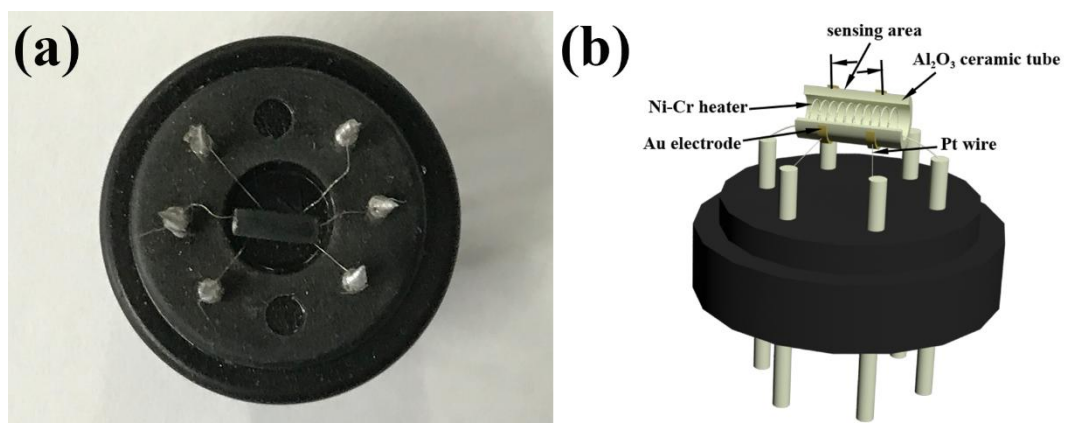 (a)
(b)
sensing area
Al₂O₃ ceramic tube
Ni-Cr heater
Au electrode
Pt wire